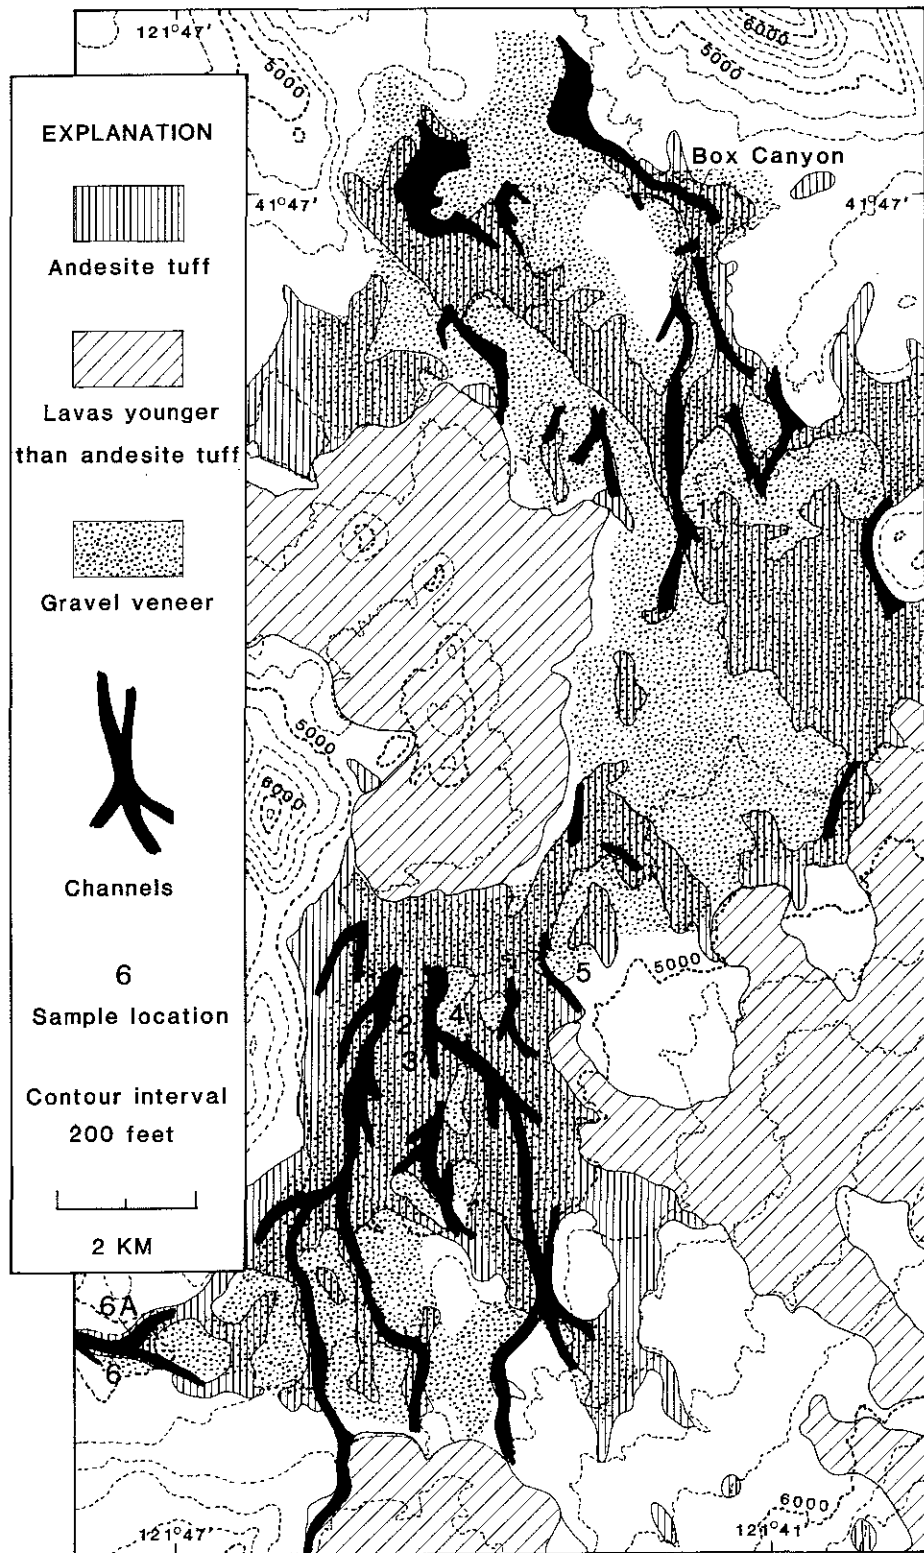 121°47'
5000
6000
5000
EXPLANATION
Andesite tuff
Lavas younger
than andesite tuff
Gravel veneer
Channels
6
Sample location
Contour interval
200 feet
2 KM
Box Canyon
41°47'
41°47'
1
5000
6000
5
5000
2
4
3
6A
6
6000
121°47'
121°41'